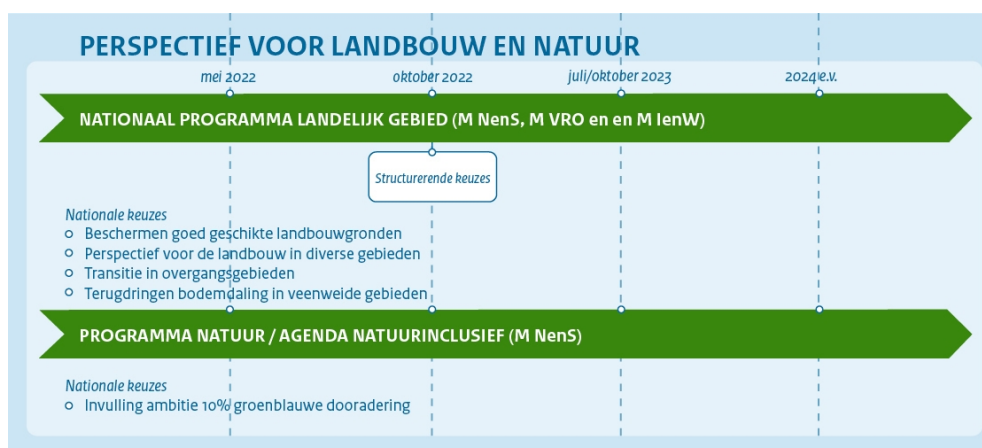 PERSPECTIEF VOOR LANDBOUW EN NATUUR
mei 2022
oktober 2022
juli/oktober 2023
2024 e.v.
NATIONAAL PROGRAMMA LANDELIJK GEBIED (M NenS, M VRO en en M IenW)
Structurerende keuzes
Nationale keuzes
Beschermen goed geschikte landbouwgronden
Perspectief voor de landbouw in diverse gebieden
Transitie in overgangsgebieden
Terugdringen bodemdaling in veenweide gebieden
PROGRAMMA NATUUR / AGENDA NATUURINCLUSIEF (M NenS)
Nationale keuzes
Invulling ambitie 10% groenblauwe dooradering